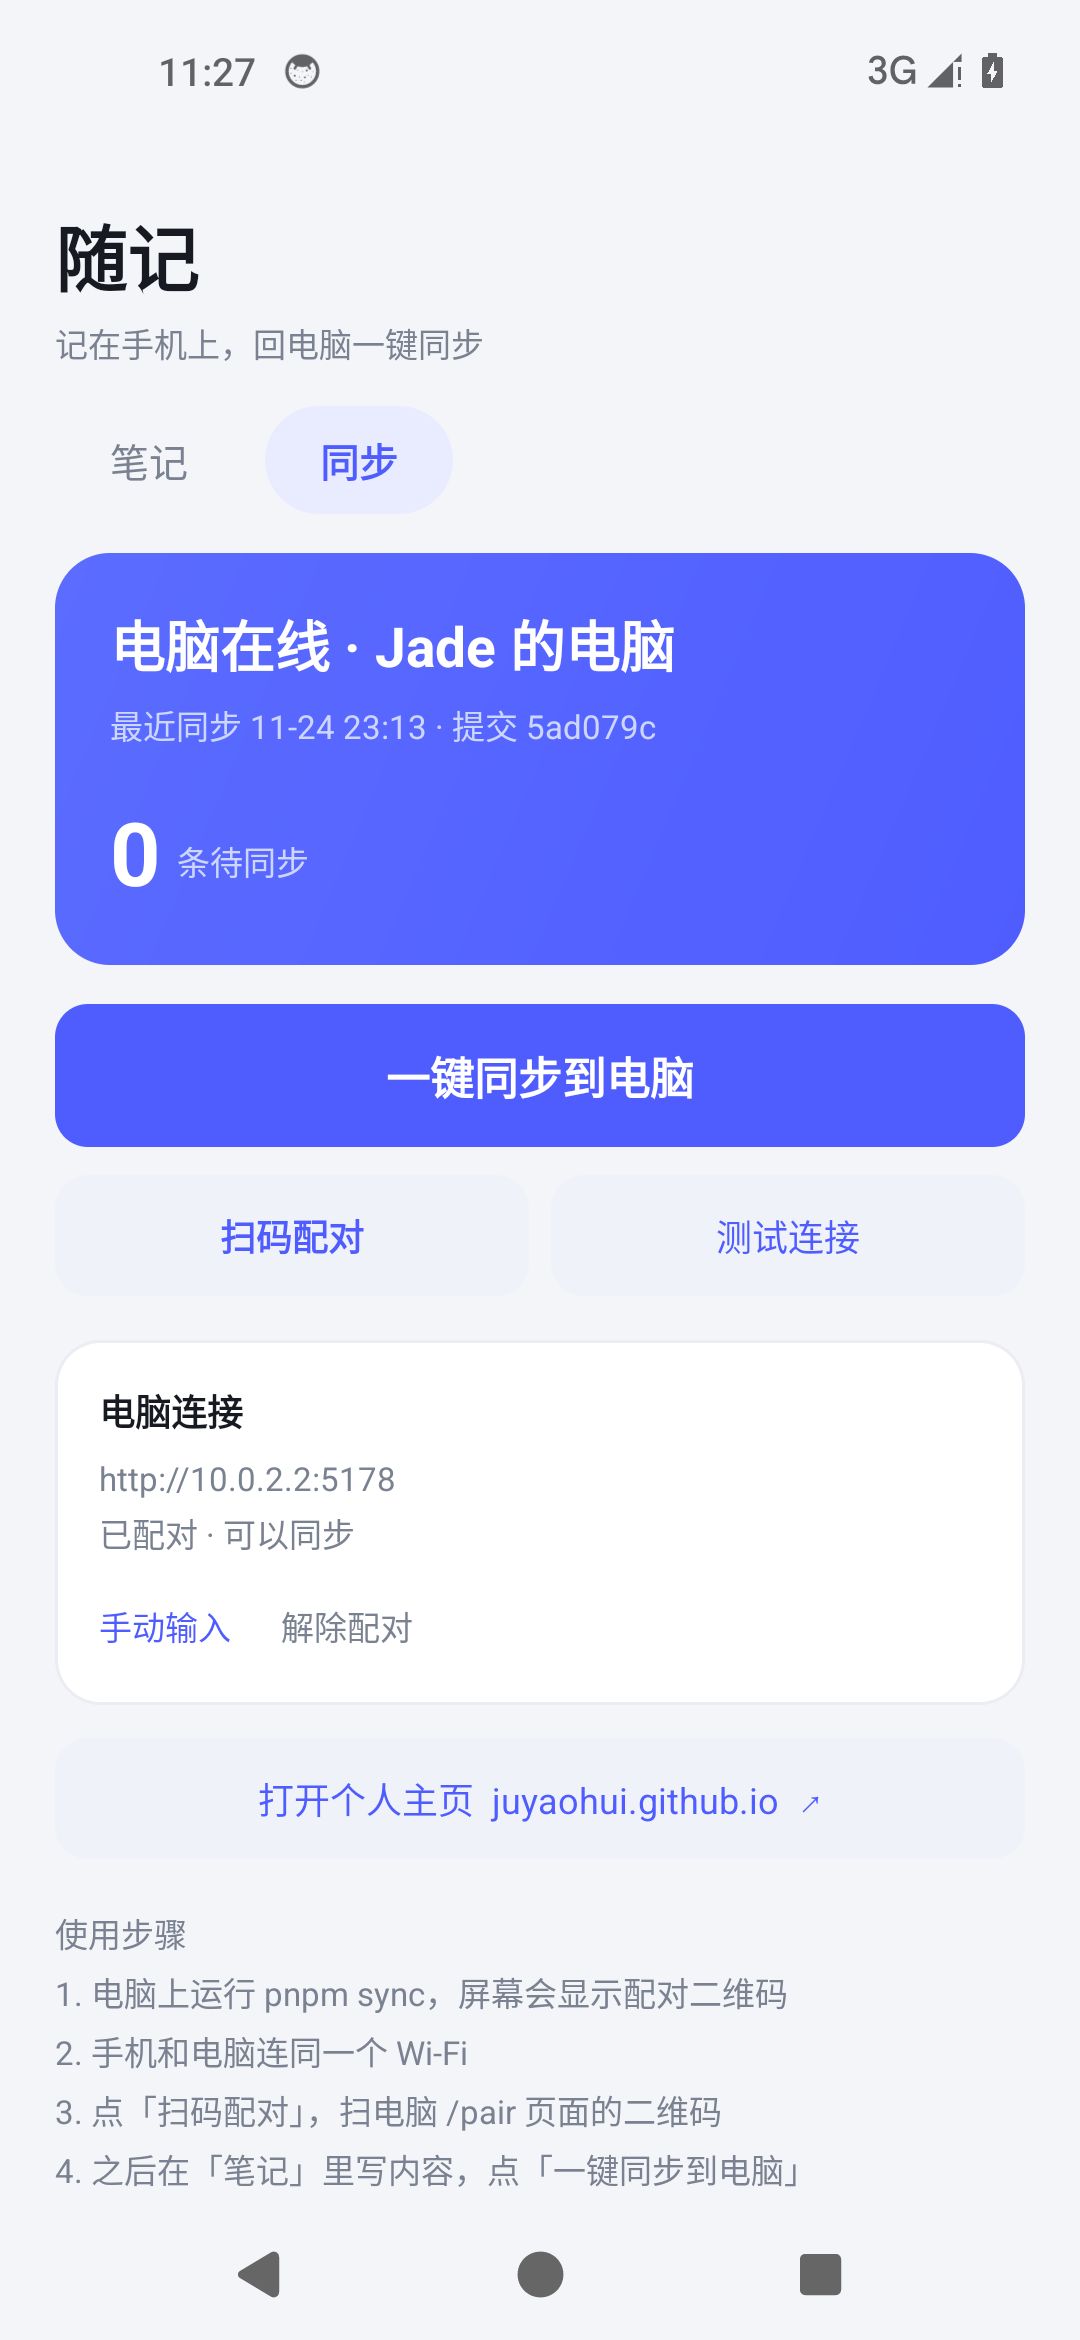 11:27
3G
随记
记在手机上，回电脑一键同步
笔记 同步
电脑在线 · Jade 的电脑
最近同步 11-24 23:13 · 提交 5ad079c
0 条待同步
一键同步到电脑
扫码配对 测试连接
电脑连接
http://10.0.2.2:5178
已配对 · 可以同步
手动输入 解除配对
打开个人主页 juyaohui.github.io ↗
使用步骤
1. 电脑上运行 pnpm sync，屏幕会显示配对二维码
2. 手机和电脑连同一个 Wi-Fi
3. 点「扫码配对」，扫电脑 /pair 页面的二维码
4. 之后在「笔记」里写内容，点「一键同步到电脑」